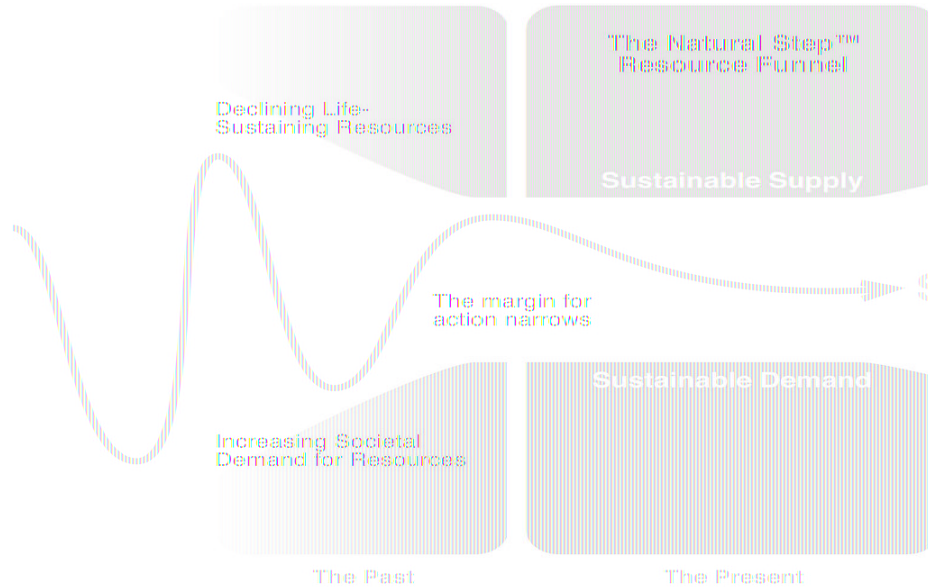 The Natural Step™
Resource Funnel
Declining Life-
Sustaining Resources
Sustainable Supply
The margin for
action narrows
Sustainable Demand
Increasing Societal
Demand for Resources
The Past
The Present